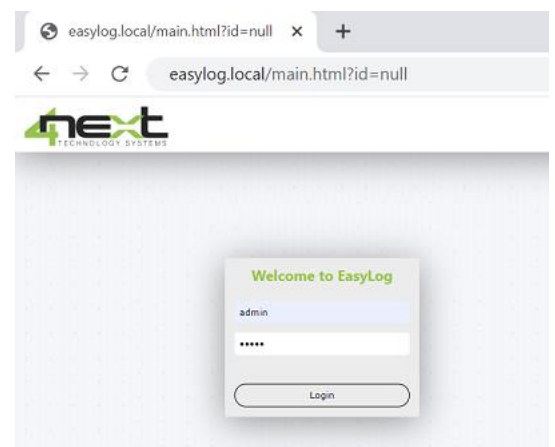 easylog.local/main.html?id=null
easylog.local/main.html?id=null
4next
TECHNOLOGY SYSTEMS
Welcome to EasyLog
admin
•••••
Login